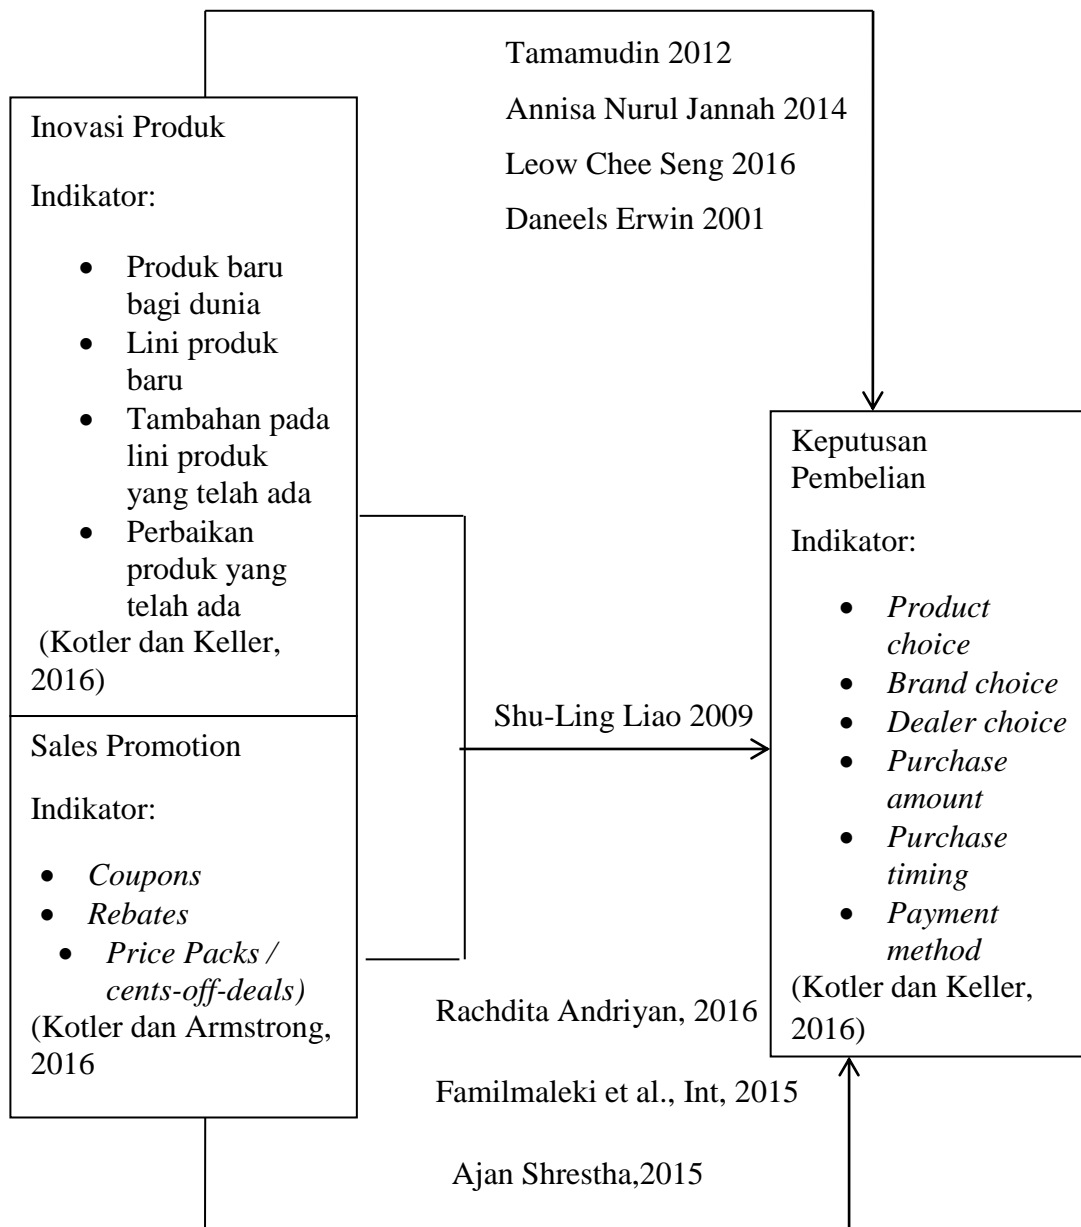 Tamamudin 2012
Annisa Nurul Jannah 2014
Leow Chee Seng 2016
Daneels Erwin 2001
Inovasi Produk
Indikator:
• Produk baru
bagi dunia
• Lini produk
baru
• Tambahan pada
lini produk
yang telah ada
• Perbaikan
produk yang
telah ada
(Kotler dan Keller,
2016)
Sales Promotion
Indikator:
• Coupons
• Rebates
• Price Packs /
cents-off-deals)
(Kotler dan Armstrong,
2016
Shu-Ling Liao 2009
Keputusan
Pembelian
Indikator:
• Product
choice
• Brand choice
• Dealer choice
• Purchase
amount
• Purchase
timing
• Payment
method
(Kotler dan Keller,
2016)
Rachdita Andriyan, 2016
Familmaleki et al., Int, 2015
Ajan Shrestha,2015